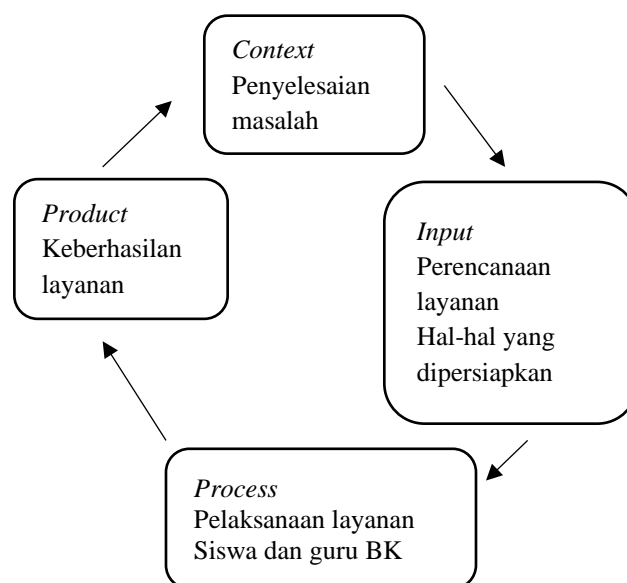 Context
Penyelesaian
masalah
Input
Perencanaan
layanan
Hal-hal yang
dipersiapkan
Process
Pelaksanaan layanan
Siswa dan guru BK
Product
Keberhasilan
layanan